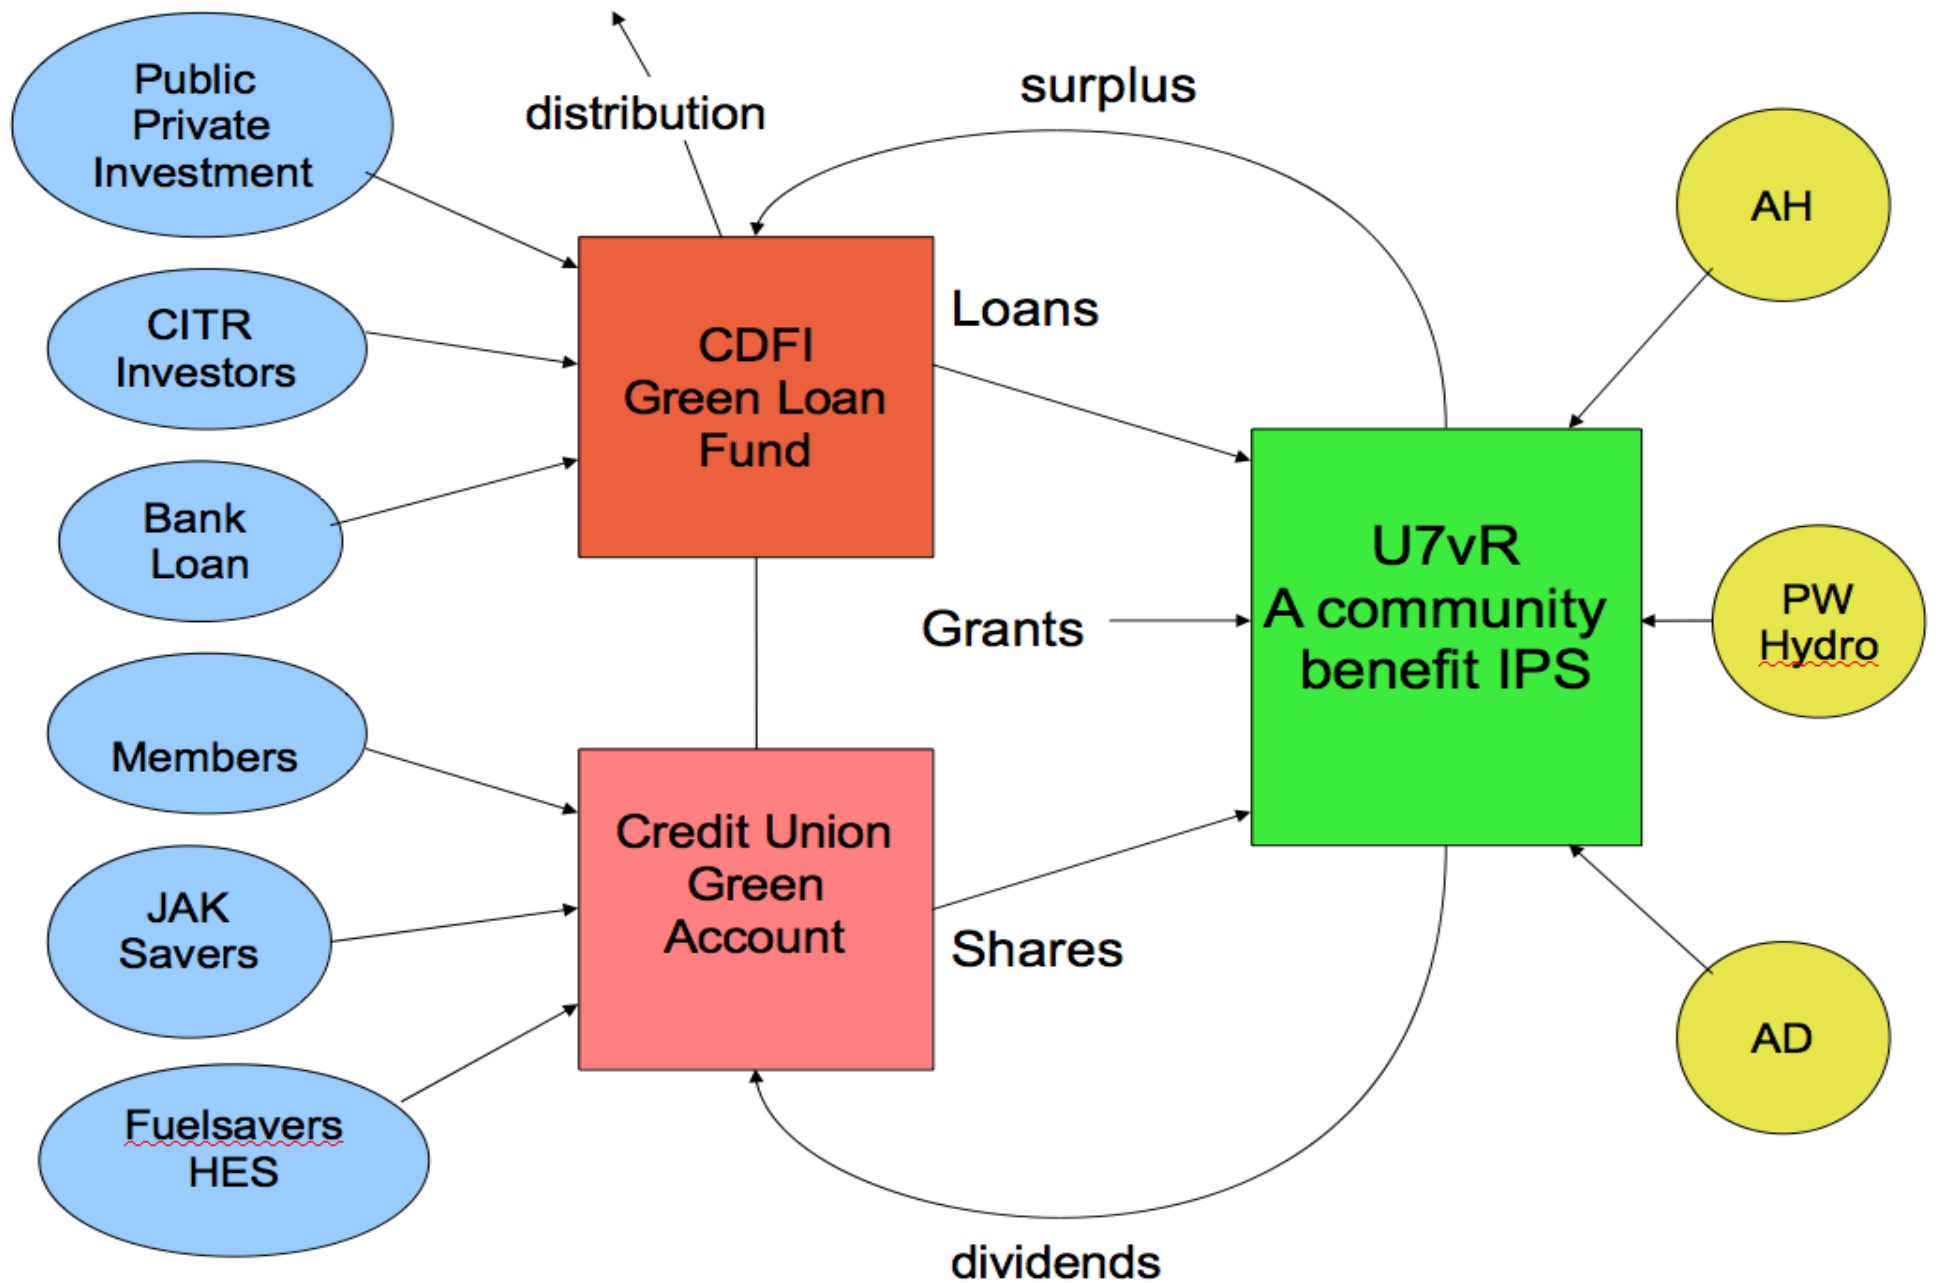 Public
Private
Investment
distribution
surplus
AH
CITR
Investors
CDFI
Green Loan
Fund
Loans
Bank
Loan
Grants
U7vR
A community
benefit IPS
PW
Hydro
Members
Credit Union
Green
Account
Shares
JAK
Savers
AD
Fuelsavers
HES
dividends